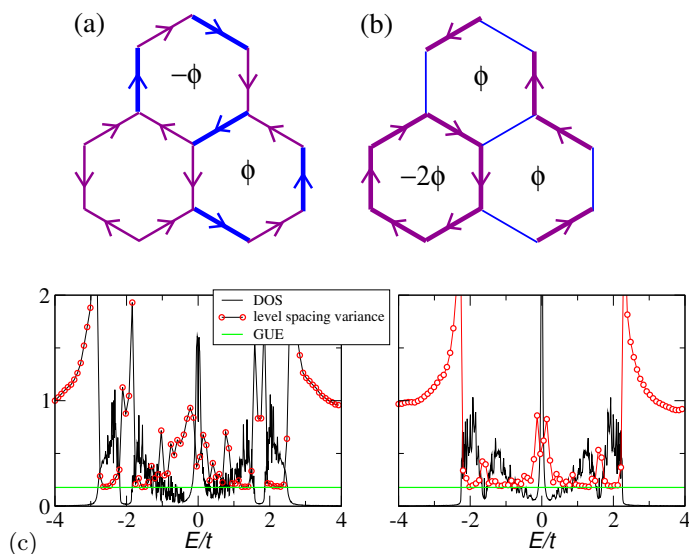 (a)
(b)
−ϕ
ϕ
ϕ
−2ϕ
ϕ
2
1
0
DOS
level spacing variance
GUE
-4 -2 0 2 4
-4 -2 0 2 4
(c) E/t E/t